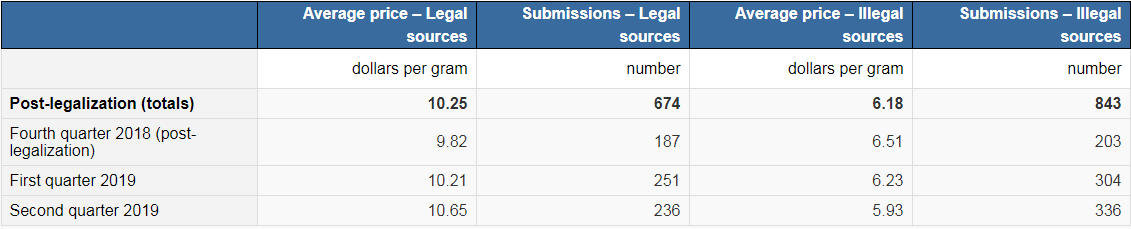 Average price – Legal sources Submissions – Legal sources Average price – Illegal sources Submissions – Illegal sources
dollars per gram number dollars per gram number
Post-legalization (totals) 10.25 674 6.18 843
Fourth quarter 2018 (post-legalization) 9.82 187 6.51 203
First quarter 2019 10.21 251 6.23 304
Second quarter 2019 10.65 236 5.93 336